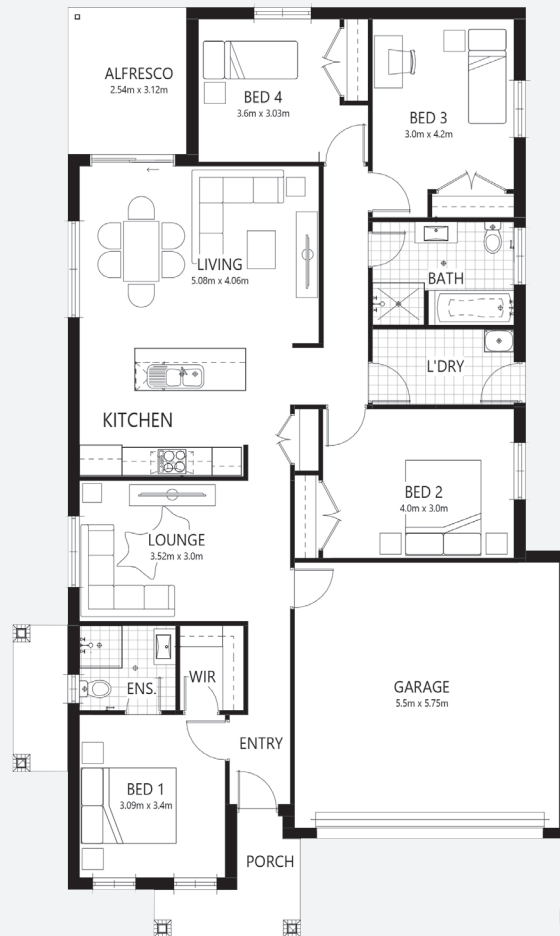 ALFRESCO
2.54m x 3.12m
BED 4
3.6m x 3.03m
BED 3
3.0m x 4.2m
LIVING
5.08m x 4.06m
BATH
L'DRY
KITCHEN
BED 2
4.0m x 3.0m
LOUNGE
3.52m x 3.0m
ENS.
WIR
GARAGE
5.5m x 5.75m
ENTRY
BED 1
3.09m x 3.4m
PORCH